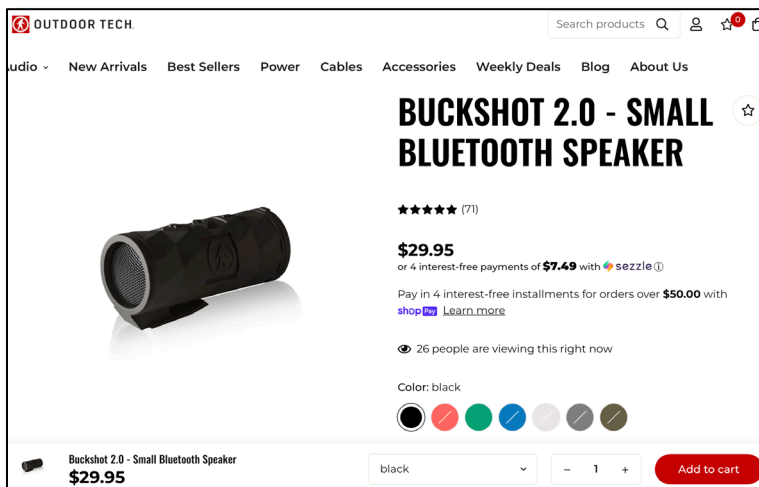 OUTDOOR TECH.
Search products
0
New Arrivals Best Sellers Power Cables Accessories Weekly Deals Blog About Us
BUCKSHOT 2.0 - SMALL
BLUETOOTH SPEAKER
(71)
$29.95
or 4 interest-free payments of $7.49 with sezzle
Pay in 4 interest-free installments for orders over $50.00 with
shop Pay Learn more
26 people are viewing this right now
Color: black
Buckshot 2.0 - Small Bluetooth Speaker
$29.95
black
– 1 +
Add to cart